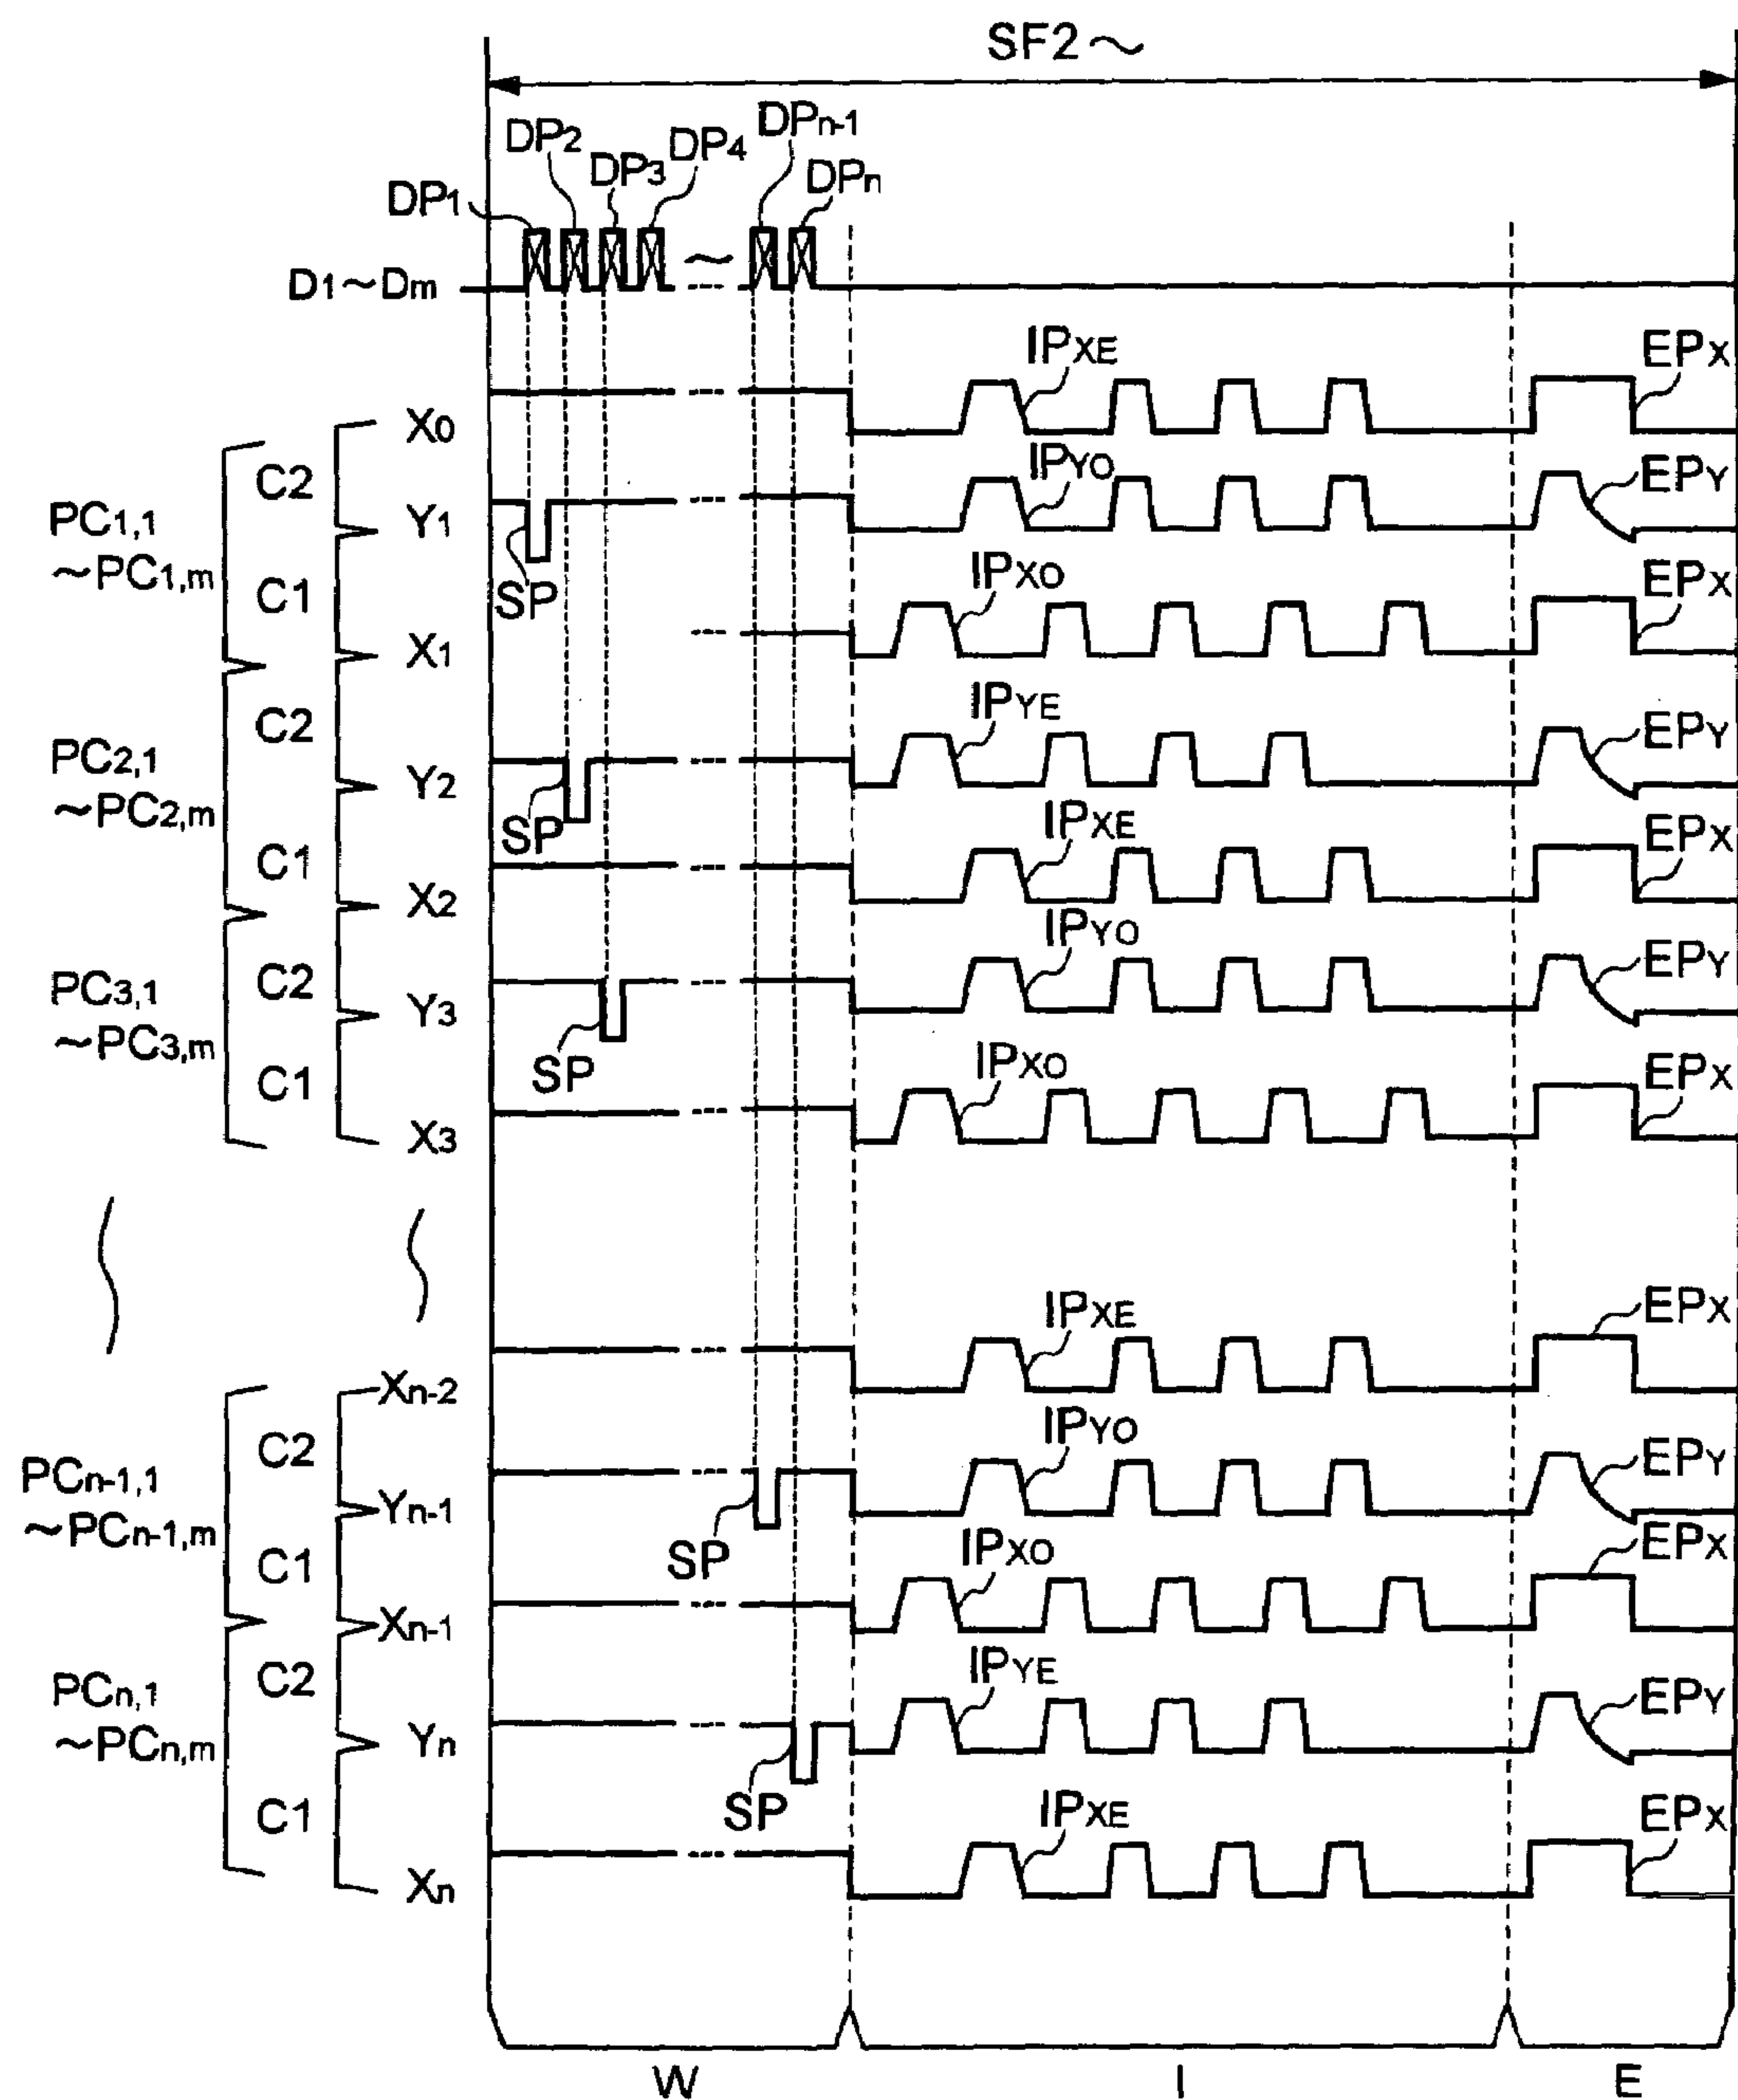 SF2～
DP1 DP2 DP3 DP4 DPn-1 DPn
D1～Dm
～
X0 IPXE EPX
C2
PC1,1
～PC1,m
Y1 SP IPYO EPY
C1
X1 IPXO EPX
C2
PC2,1
～PC2,m
Y2 SP IPYE EPY
C1
X2 IPXE EPX
C2
PC3,1
～PC3,m
Y3 SP IPYO EPY
C1
X3 IPXO EPX
Xn-2 IPXE EPX
C2
PCn-1,1
～PCn-1,m
Yn-1 SP IPYO EPY
C1
Xn-1 IPXO EPX
C2
PCn,1
～PCn,m
Yn SP IPYE EPY
C1
Xn IPXE EPX
W I E